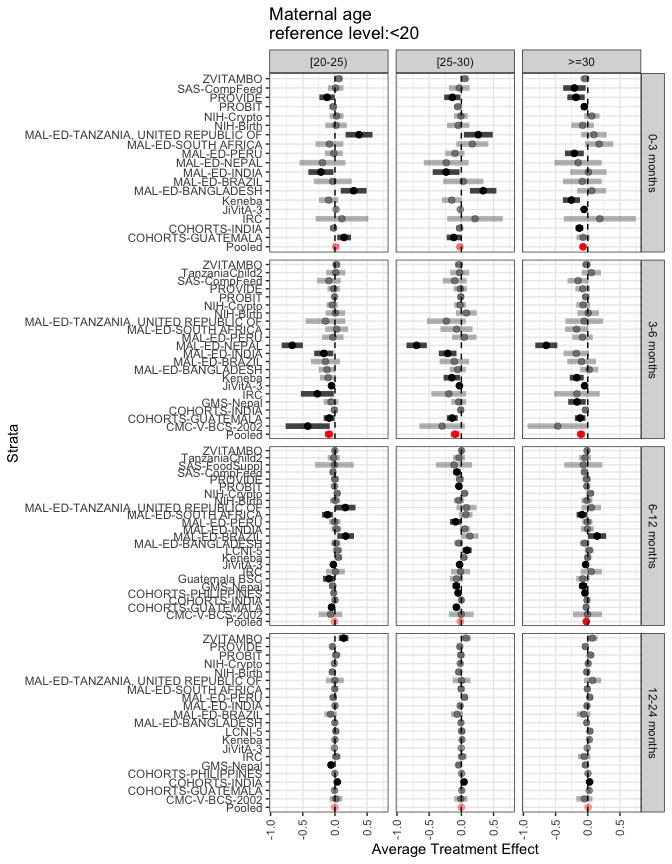 Maternal age
reference level:<20
[20-25)
[25-30)
>=30
ZVITAMBO
SAS-CompFeed
PROVIDE
PROBIT
NIH-Crypto
NIH-Birth
MAL-ED-TANZANIA, UNITED REPUBLIC OF
MAL-ED-SOUTH AFRICA
MAL-ED-PERU
MAL-ED-NEPAL
MAL-ED-INDIA
MAL-ED-BRAZIL
MAL-ED-BANGLADESH
Keneba
JiVitA-3
IRC
COHORTS-INDIA
COHORTS-GUATEMALA
Pooled
0-3 months
ZVITAMBO
TanzaniaChild2
SAS-CompFeed
PROVIDE
PROBIT
NIH-Crypto
NIH-Birth
MAL-ED-TANZANIA, UNITED REPUBLIC OF
MAL-ED-SOUTH AFRICA
MAL-ED-PERU
MAL-ED-NEPAL
MAL-ED-INDIA
MAL-ED-BRAZIL
MAL-ED-BANGLADESH
Keneba
JiVitA-3
IRC
GMS-Nepal
COHORTS-INDIA
COHORTS-GUATEMALA
CMC-V-BCS-2002
Pooled
3-6 months
Strata
ZVITAMBO
TanzaniaChild2
SAS-FoodSuppl
SAS-CompFeed
PROVIDE
PROBIT
NIH-Crypto
NIH-Birth
MAL-ED-TANZANIA, UNITED REPUBLIC OF
MAL-ED-SOUTH AFRICA
MAL-ED-PERU
MAL-ED-INDIA
MAL-ED-BRAZIL
MAL-ED-BANGLADESH
LCNI-5
Keneba
JiVitA-3
IRC
Guatemala BSC
GMS-Nepal
COHORTS-PHILIPPINES
COHORTS-INDIA
COHORTS-GUATEMALA
CMC-V-BCS-2002
Pooled
6-12 months
ZVITAMBO
PROVIDE
PROBIT
NIH-Crypto
NIH-Birth
MAL-ED-TANZANIA, UNITED REPUBLIC OF
MAL-ED-SOUTH AFRICA
MAL-ED-PERU
MAL-ED-INDIA
MAL-ED-BRAZIL
MAL-ED-BANGLADESH
LCNI-5
Keneba
JiVitA-3
IRC
GMS-Nepal
COHORTS-PHILIPPINES
COHORTS-INDIA
COHORTS-GUATEMALA
CMC-V-BCS-2002
Pooled
12-24 months
-1.0 -0.5 0.0 0.5 -1.0 -0.5 0.0 0.5 -1.0 -0.5 0.0 0.5
Average Treatment Effect